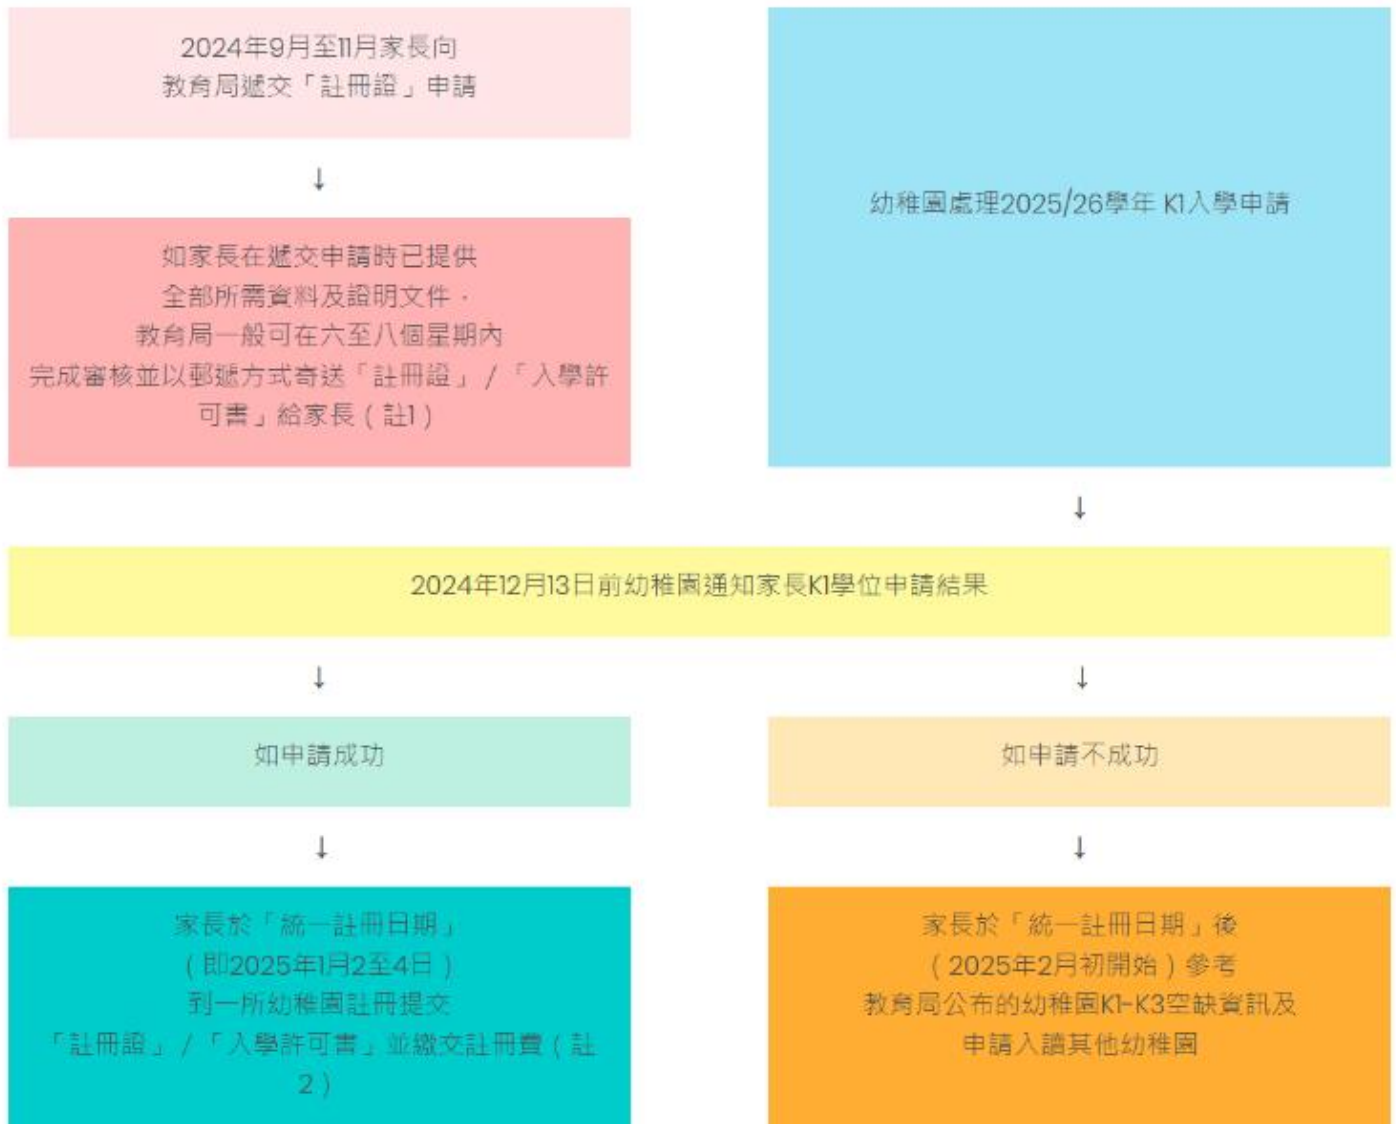 2024年9月至11月家長向
教育局遞交「註冊證」申請
↓
如家長在遞交申請時已提供
全部所需資料及證明文件，
教育局一般可在六至八個星期內
完成審核並以郵遞方式寄送「註冊證」/「入學許
可書」給家長（註1）
幼稚園處理2025/26學年 K1入學申請
↓
2024年12月13日前幼稚園通知家長K1學位申請結果
↓
↓
如申請成功
如申請不成功
↓
↓
家長於「統一註冊日期」
（即2025年1月2至4日）
到一所幼稚園註冊提交
「註冊證」/「入學許可書」並繳交註冊費（註
2）
家長於「統一註冊日期」後
（2025年2月初開始）參考
教育局公布的幼稚園K1-K3空缺資訊及
申請入讀其他幼稚園